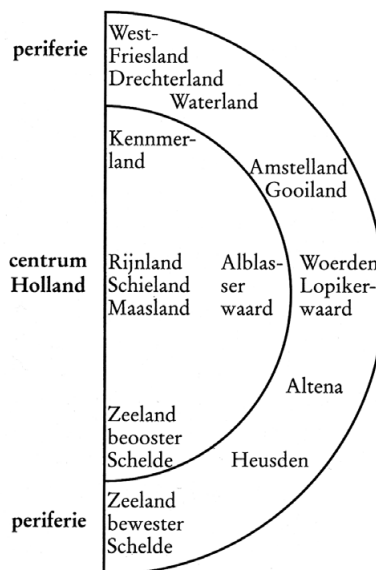 West-
periferie
Friesland
Drechterland
Waterland
Kennmer-
land
Amstelland
Gooiland
centrum
Holland
Rijnland
Schieland
Maasland
Alblas-
ser
waard
Woerden
Lopiker-
waard
Altena
Zeeland
beooster
Schelde
Heusden
periferie
Zeeland
bewester
Schelde